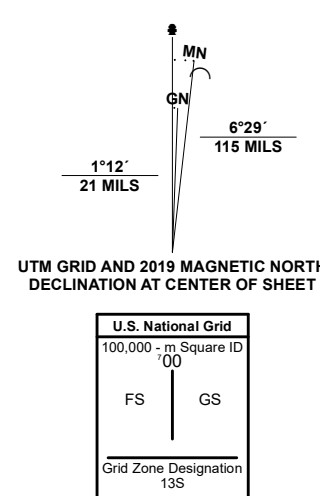 MN
GN
6°29´
115 MILS
1°12´
21 MILS
UTM GRID AND 2019 MAGNETIC NORTH
DECLINATION AT CENTER OF SHEET
U.S. National Grid
100,000 - m Square ID
⁷00
FS GS
Grid Zone Designation
13S